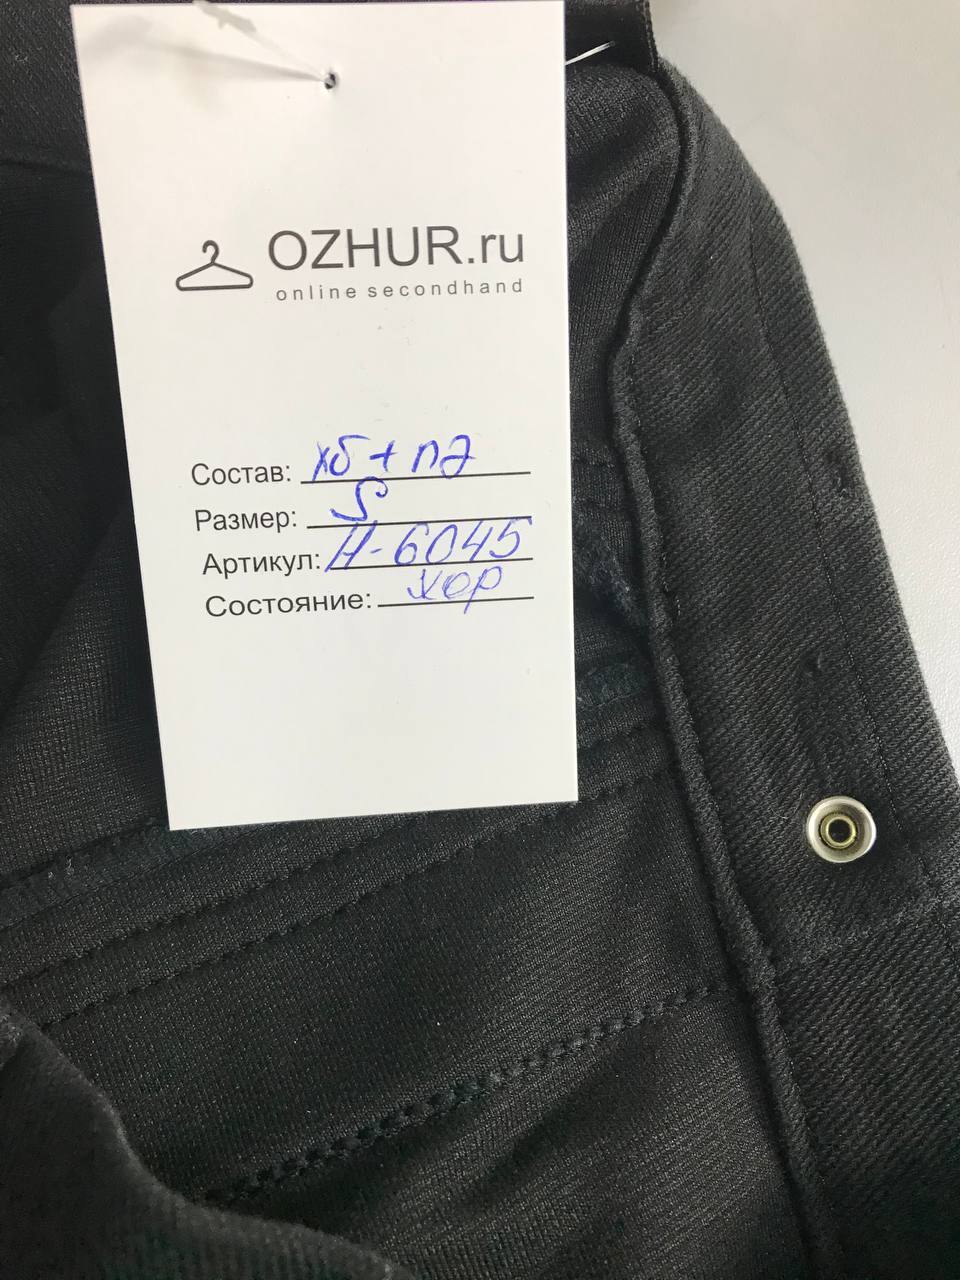 OZHUR.ru
online secondhand
Состав: хб + пэ
Размер: S
Артикул: Н-6045
Состояние: хор